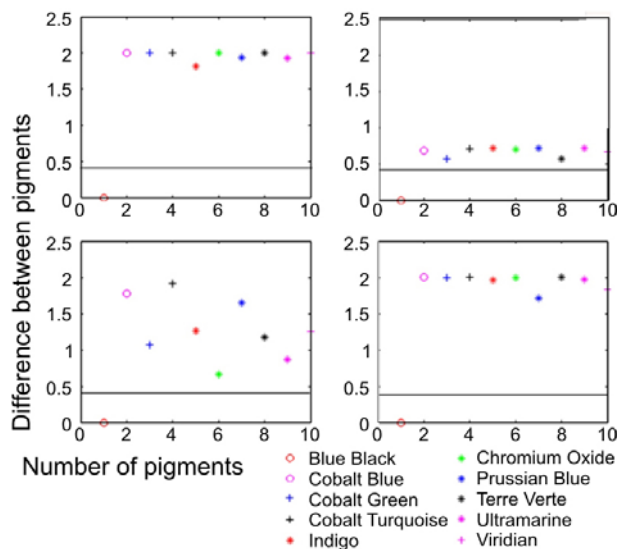 Difference between pigments
2.5 2 1.5 1 0.5 0
2 4 6 8 10
2.5 2 1.5 1 0.5 0
2 4 6 8 10
2.5 2 1.5 1 0.5 0
0 2 4 6 8 10
2.5 2 1.5 1 0.5 0
0 2 4 6 8 10
Number of pigments
Blue Black
Cobalt Blue
Cobalt Green
Cobalt Turquoise
Indigo
Chromium Oxide
Prussian Blue
Terre Verte
Ultramarine
Viridian